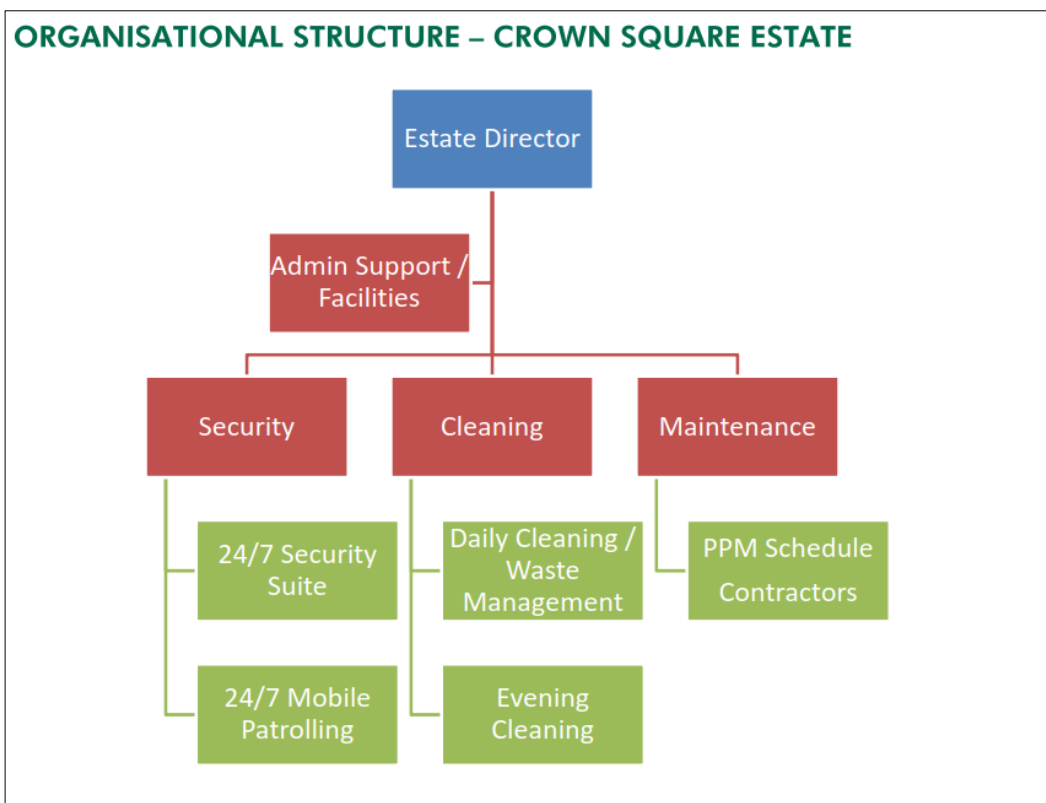 ORGANISATIONAL STRUCTURE – CROWN SQUARE ESTATE
Estate Director
Admin Support /
Facilities
Security
Cleaning
Maintenance
24/7 Security
Suite
Daily Cleaning /
Waste
Management
PPM Schedule
Contractors
24/7 Mobile
Patrolling
Evening
Cleaning